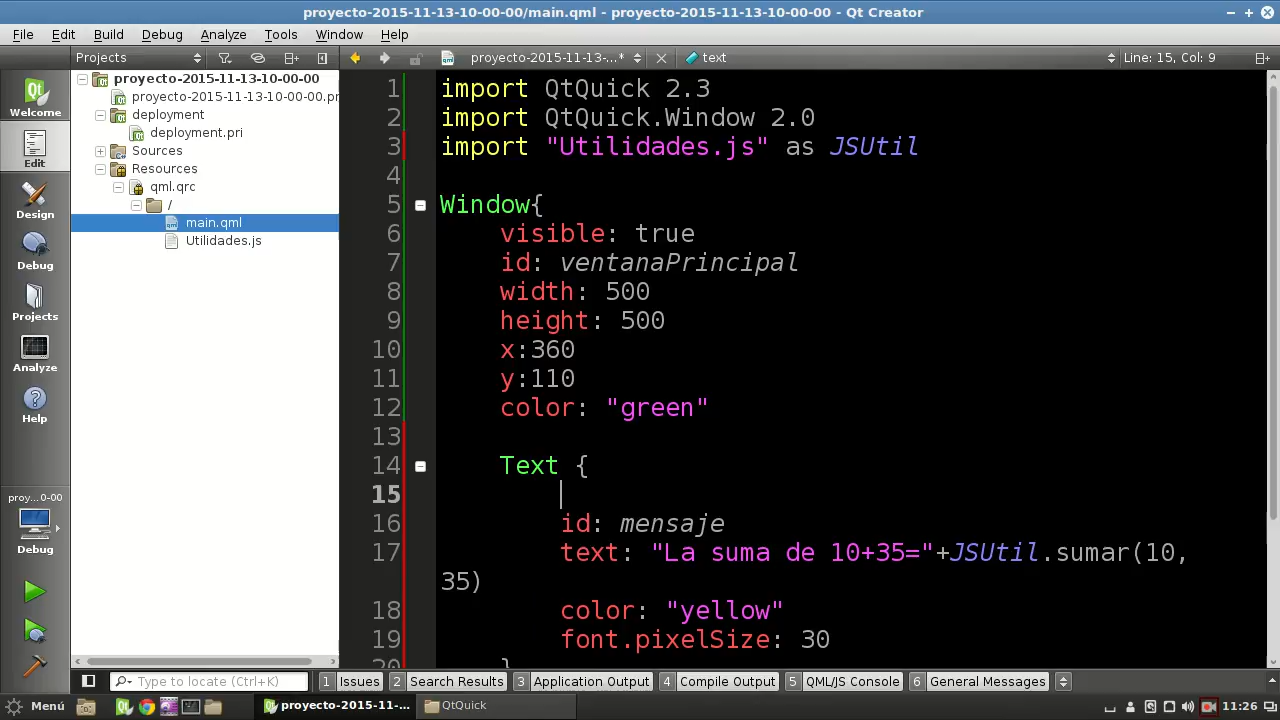 proyecto-2015-11-13-10-00-00/main.qml - proyecto-2015-11-13-10-00-00 - Qt Creator
File Edit Build Debug Analyze Tools Window Help
Projects proyecto-2015-11-13-...* text Line: 15, Col: 9
Welcome
Edit
Design
Debug
Projects
Analyze
Help
proy...0-00
Debug
proyecto-2015-11-13-10-00-00
proyecto-2015-11-13-10-00-00.pr
deployment
deployment.pri
Sources
Resources
qml.qrc
/
main.qml
Utilidades.js
1 import QtQuick 2.3
2 import QtQuick.Window 2.0
3 import "Utilidades.js" as JSUtil
4
5 Window{
6 visible: true
7 id: ventanaPrincipal
8 width: 500
9 height: 500
10 x:360
11 y:110
12 color: "green"
13
14 Text {
15
16 id: mensaje
17 text: "La suma de 10+35="+JSUtil.sumar(10,
35)
18 color: "yellow"
19 font.pixelSize: 30
20 }
Type to locate (Ctrl+K) 1 Issues 2 Search Results 3 Application Output 4 Compile Output 5 QML/JS Console 6 General Messages
Menú proyecto-2015-11-... QtQuick 11:26